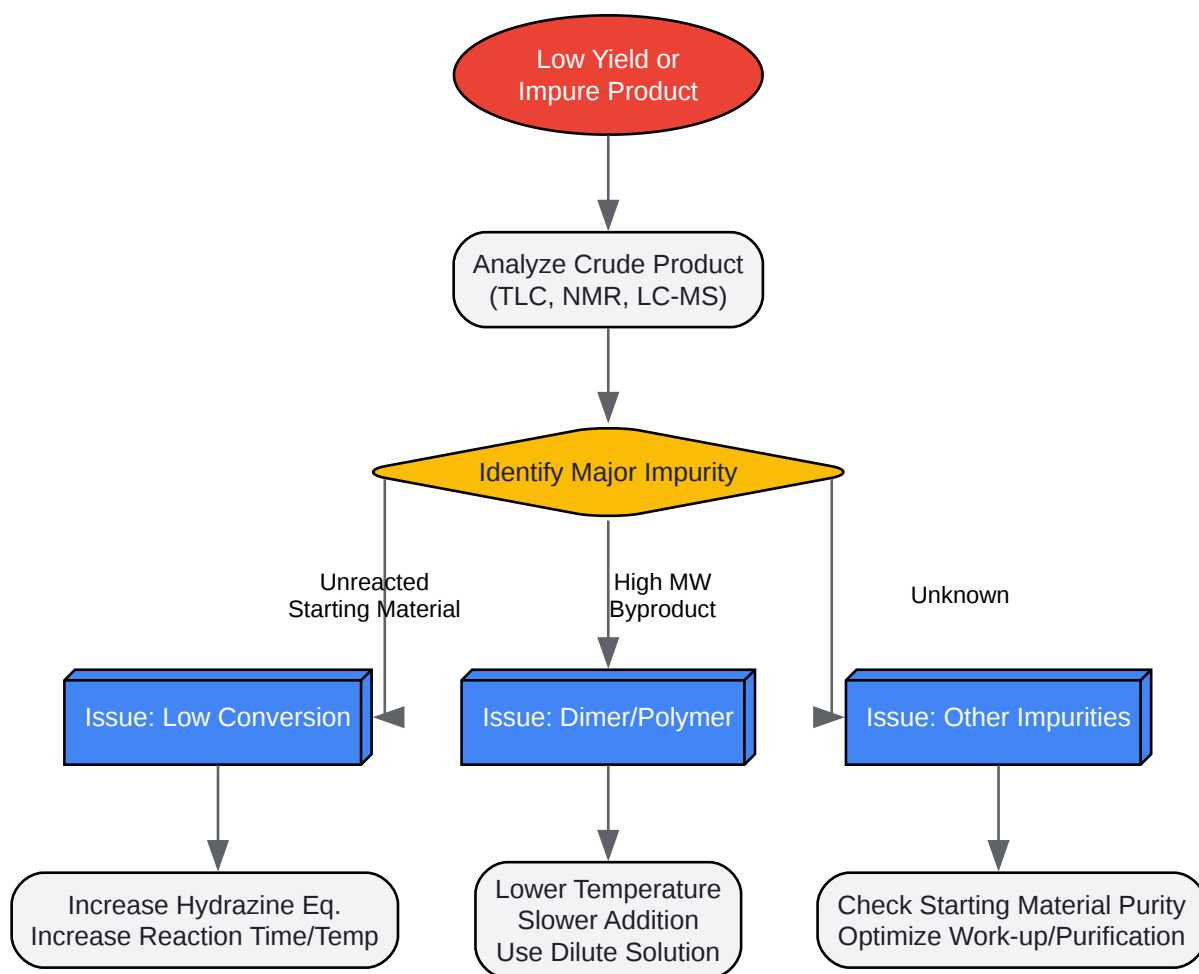 Low Yield or
Impure Product
Analyze Crude Product
(TLC, NMR, LC-MS)
Identify Major Impurity
Unreacted
Starting Material
High MW
Byproduct
Unknown
Issue: Low Conversion
Issue: Dimer/Polymer
Issue: Other Impurities
Increase Hydrazine Eq.
Increase Reaction Time/Temp
Lower Temperature
Slower Addition
Use Dilute Solution
Check Starting Material Purity
Optimize Work-up/Purification